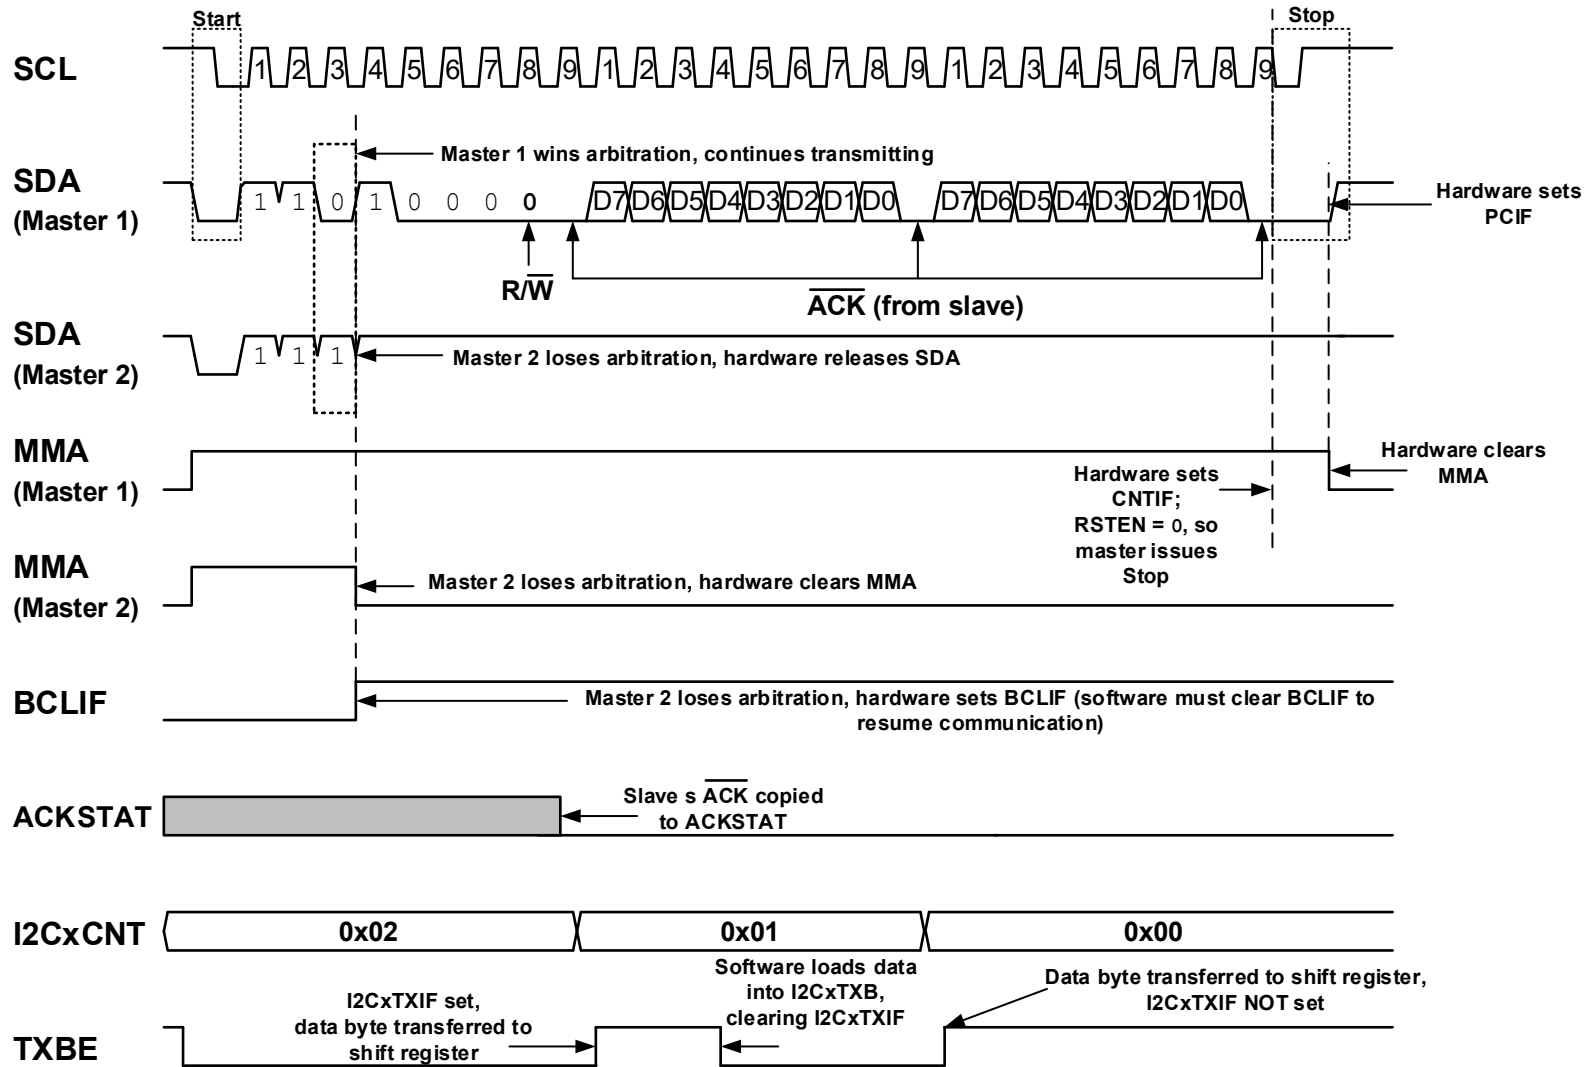 Start
Stop
SCL
1 2 3 4 5 6 7 8 9 1 2 3 4 5 6 7 8 9 1 2 3 4 5 6 7 8 9
Master 1 wins arbitration, continues transmitting
SDA
(Master 1)
1 1 0 1 0 0 0 0 D7 D6 D5 D4 D3 D2 D1 D0 D7 D6 D5 D4 D3 D2 D1 D0
Hardware sets
PCIF
R/W
ACK (from slave)
SDA
(Master 2)
1 1 1
Master 2 loses arbitration, hardware releases SDA
MMA
(Master 1)
Hardware clears
MMA
Hardware sets
CNTIF;
RSTEN = 0, so
master issues
Stop
MMA
(Master 2)
Master 2 loses arbitration, hardware clears MMA
BCLIF
Master 2 loses arbitration, hardware sets BCLIF (software must clear BCLIF to
resume communication)
ACKSTAT
Slave s ACK copied
to ACKSTAT
I2CxCNT
0x02 0x01 0x00
TXBE
I2CxTXIF set,
data byte transferred to
shift register
Software loads data
into I2CxTXB,
clearing I2CxTXIF
Data byte transferred to shift register,
I2CxTXIF NOT set